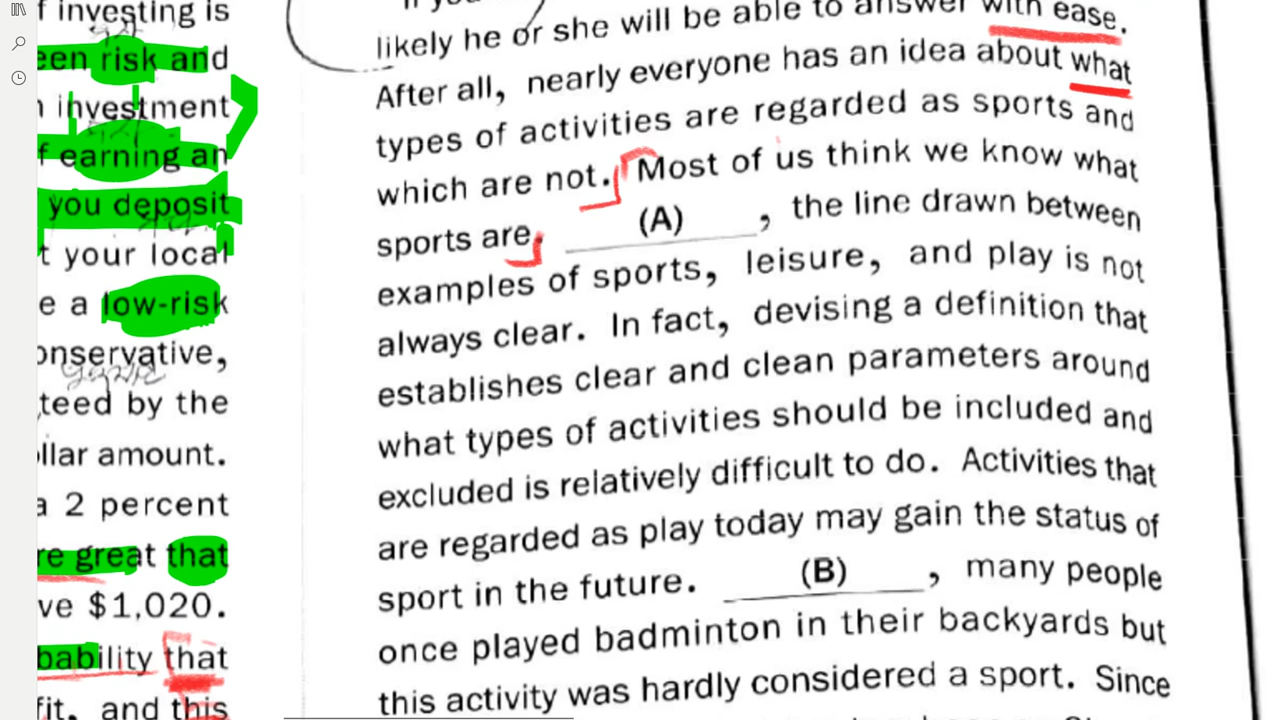 f investing is
een risk and
investment
f earning an
you deposit
t your local
e a low-risk
onservative,
teed by the
llar amount.
a 2 percent
re great that
ve $1,020.
bability that
fit, and this
likely he or she will be able to answer with ease.
After all, nearly everyone has an idea about what
types of activities are regarded as sports and
which are not. Most of us think we know what
sports are. (A) , the line drawn between
examples of sports, leisure, and play is not
always clear. In fact, devising a definition that
establishes clear and clean parameters around
what types of activities should be included and
excluded is relatively difficult to do. Activities that
are regarded as play today may gain the status of
sport in the future. (B) , many people
once played badminton in their backyards but
this activity was hardly considered a sport. Since